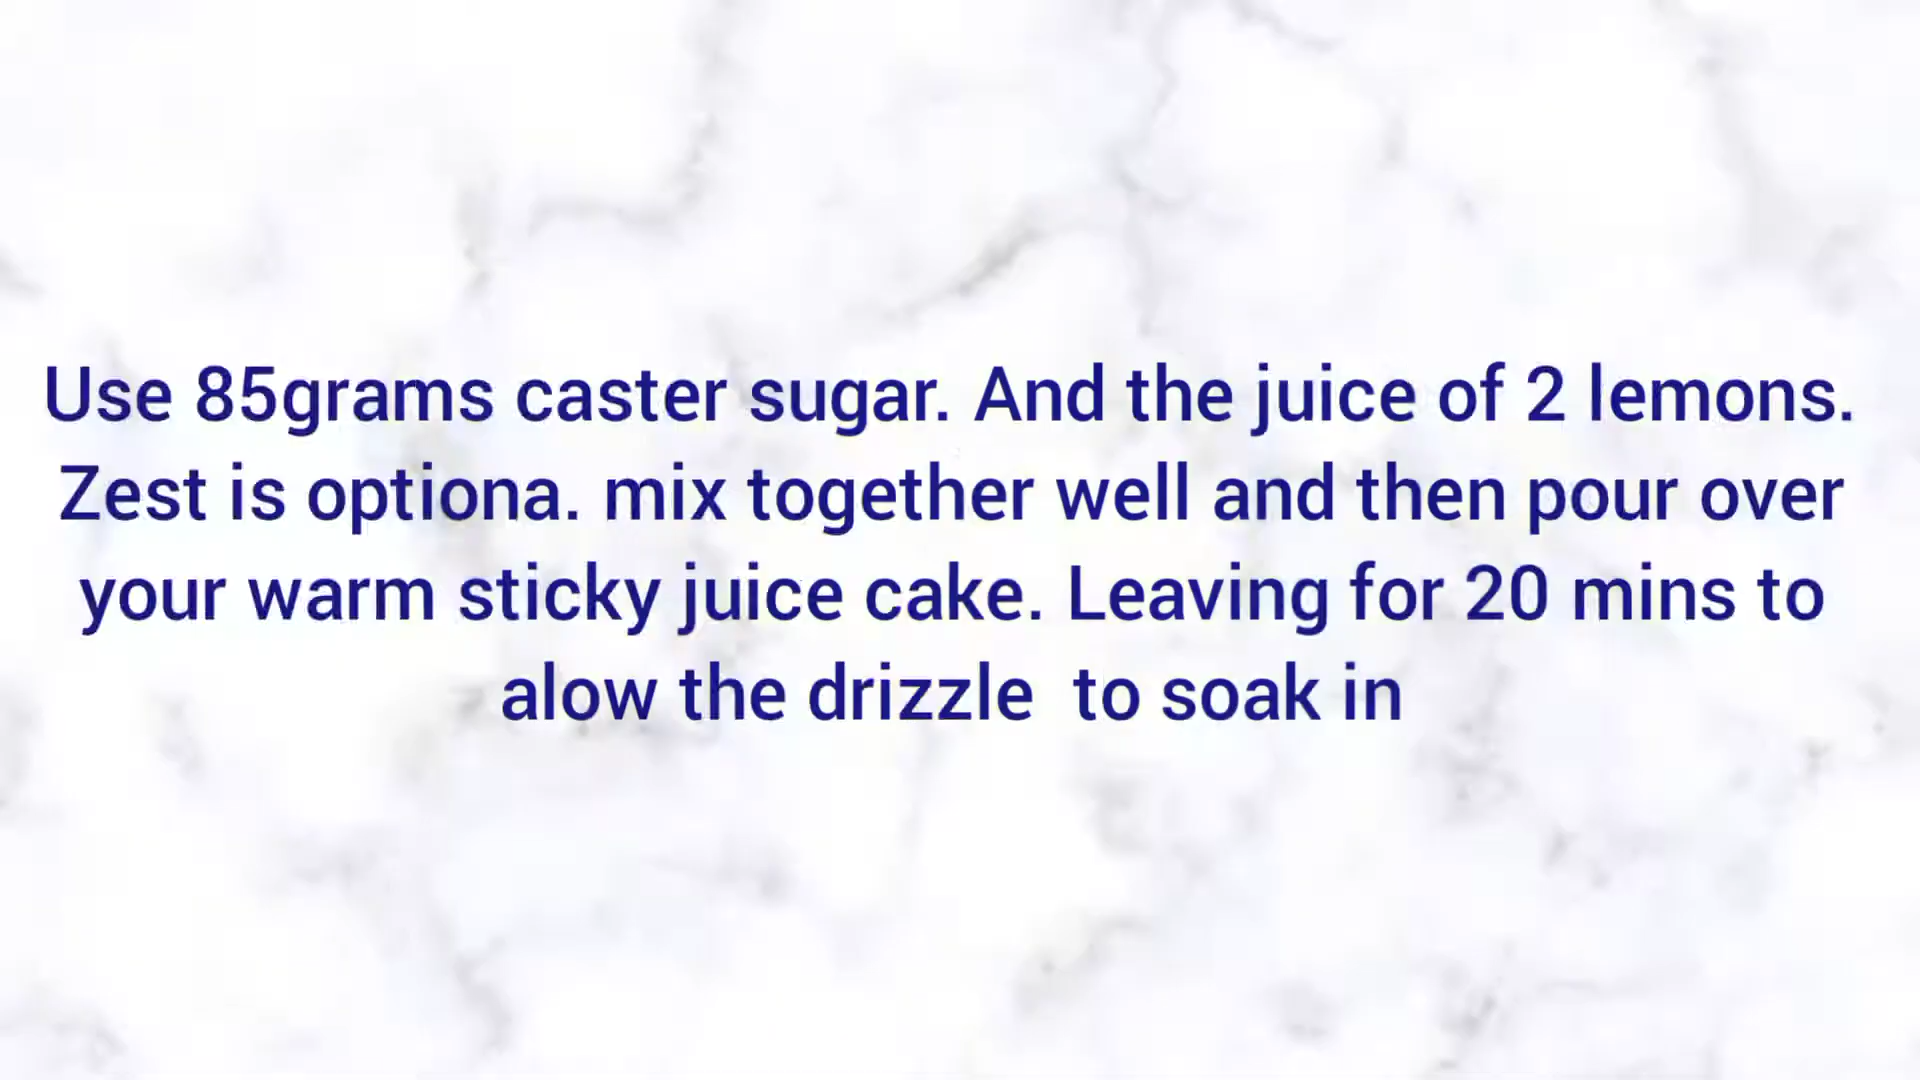 Use 85grams caster sugar. And the juice of 2 lemons.
Zest is optiona. mix together well and then pour over
your warm sticky juice cake. Leaving for 20 mins to
alow the drizzle  to soak in